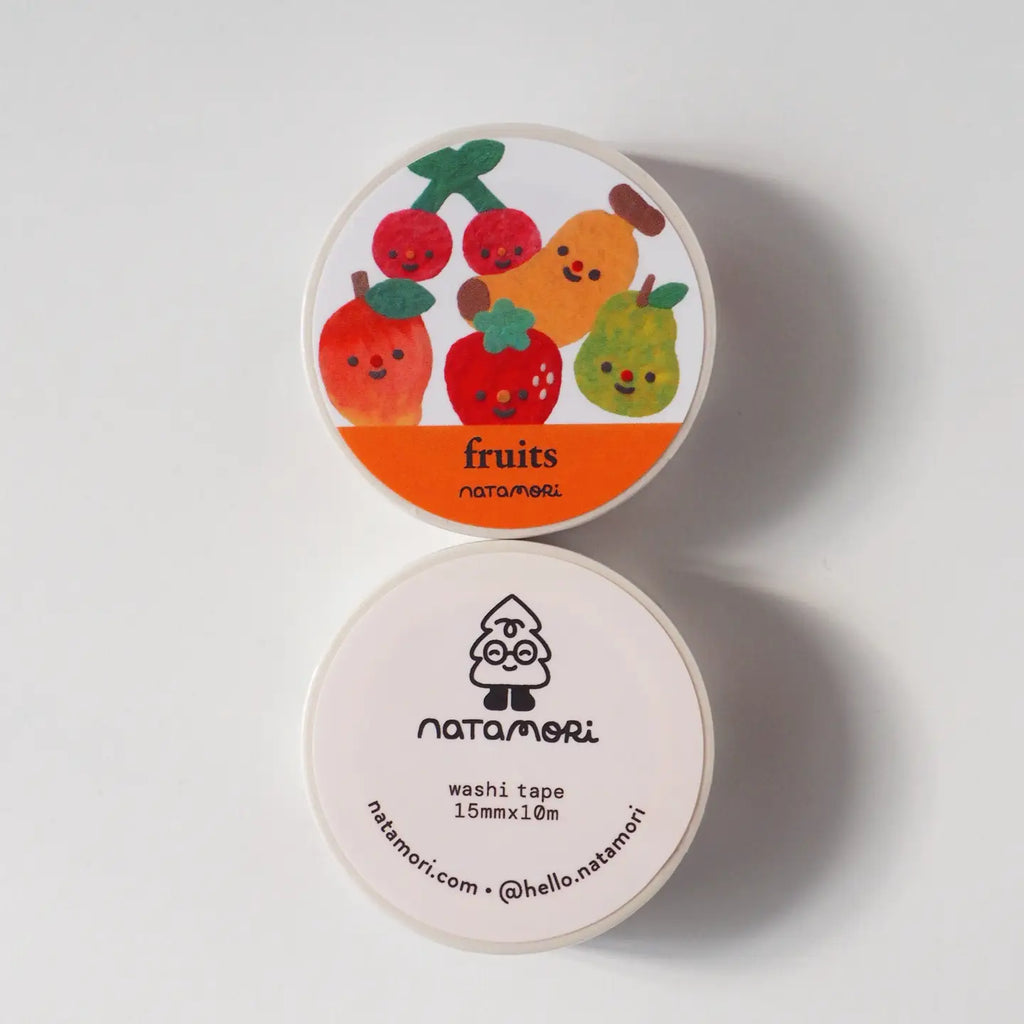 fruits
NATAMORi
NATAMORi
washi tape
15mmx10m
natamori.com • @hello.natamori